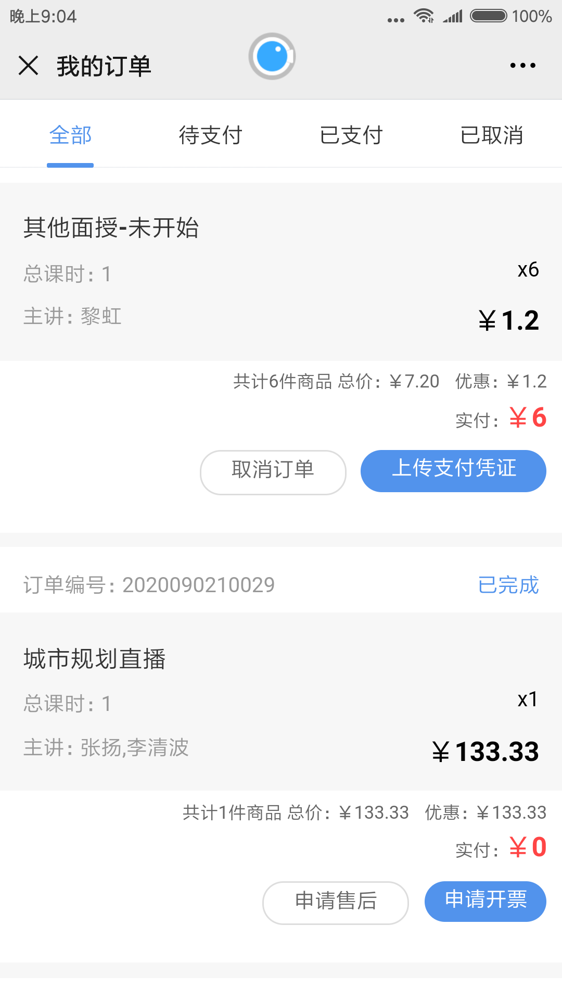 晚上9:04 100%
我的订单
全部 待支付 已支付 已取消
其他面授-未开始
总课时: 1 x6
主讲: 黎虹 ￥1.2
共计6件商品 总价: ￥7.20 优惠: ￥1.2
实付: ￥6
取消订单 上传支付凭证
订单编号: 2020090210029 已完成
城市规划直播
总课时: 1 x1
主讲: 张扬,李清波 ￥133.33
共计1件商品 总价: ￥133.33 优惠: ￥133.33
实付: ￥0
申请售后 申请开票